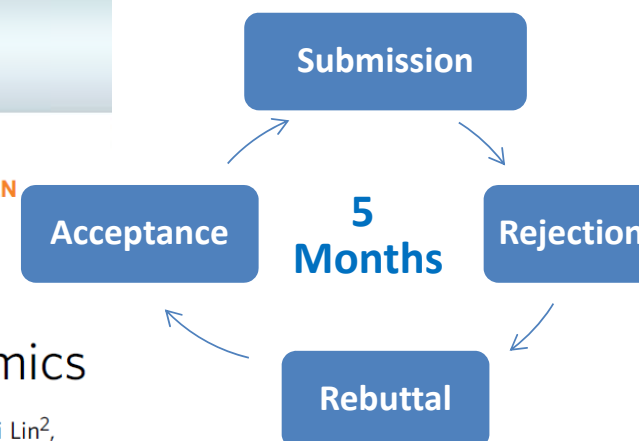 Submission
N
Acceptance
5
Months
Rejection
mics
Rebuttal
i Lin²,